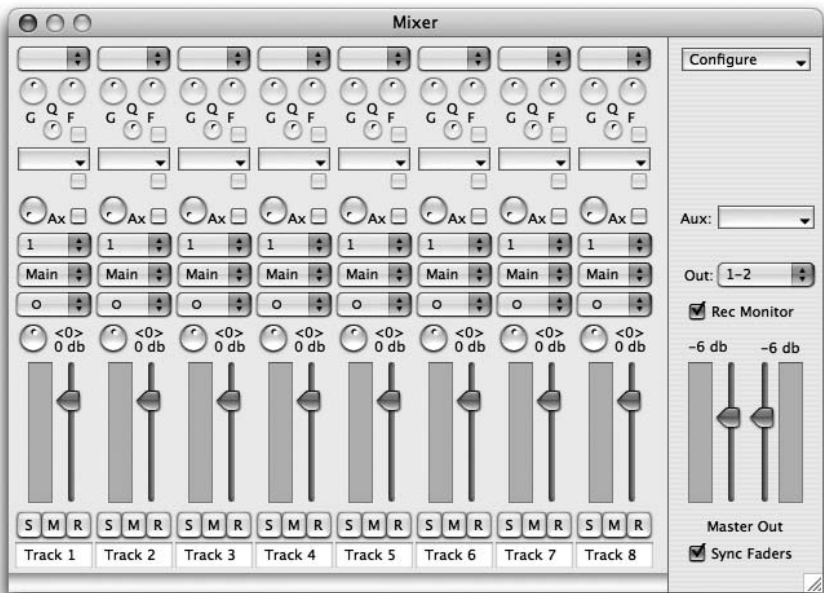 Mixer
Configure
G Q F G Q F G Q F G Q F G Q F G Q F G Q F G Q F
Ax Ax Ax Ax Ax Ax Ax Ax
Aux:
1 1 1 1 1 1 1 1
Main Main Main Main Main Main Main Main
Out: 1-2
o o o o o o o o
Rec Monitor
<0> <0> <0> <0> <0> <0> <0> <0>
0 db 0 db 0 db 0 db 0 db 0 db 0 db 0 db
-6 db -6 db
S M R S M R S M R S M R S M R S M R S M R S M R
Master Out
Track 1 Track 2 Track 3 Track 4 Track 5 Track 6 Track 7 Track 8
Sync Faders